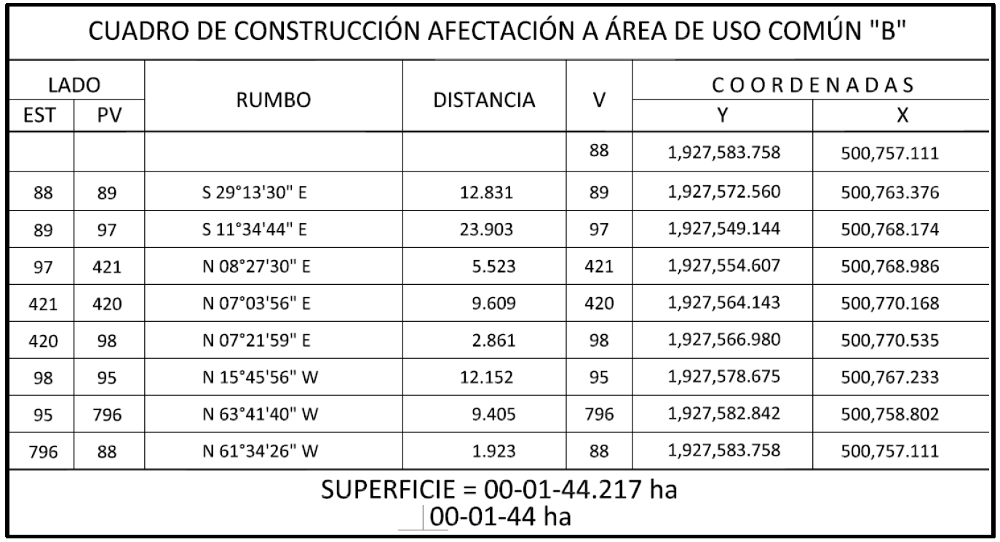 CUADRO DE CONSTRUCCIÓN AFECTACIÓN A ÁREA DE USO COMÚN "B"
LADO RUMBO DISTANCIA V COORDENADAS
EST PV Y X
88 1,927,583.758 500,757.111
88 89 S 29°13'30" E 12.831 89 1,927,572.560 500,763.376
89 97 S 11°34'44" E 23.903 97 1,927,549.144 500,768.174
97 421 N 08°27'30" E 5.523 421 1,927,554.607 500,768.986
421 420 N 07°03'56" E 9.609 420 1,927,564.143 500,770.168
420 98 N 07°21'59" E 2.861 98 1,927,566.980 500,770.535
98 95 N 15°45'56" W 12.152 95 1,927,578.675 500,767.233
95 796 N 63°41'40" W 9.405 796 1,927,582.842 500,758.802
796 88 N 61°34'26" W 1.923 88 1,927,583.758 500,757.111
SUPERFICIE = 00-01-44.217 ha
00-01-44 ha